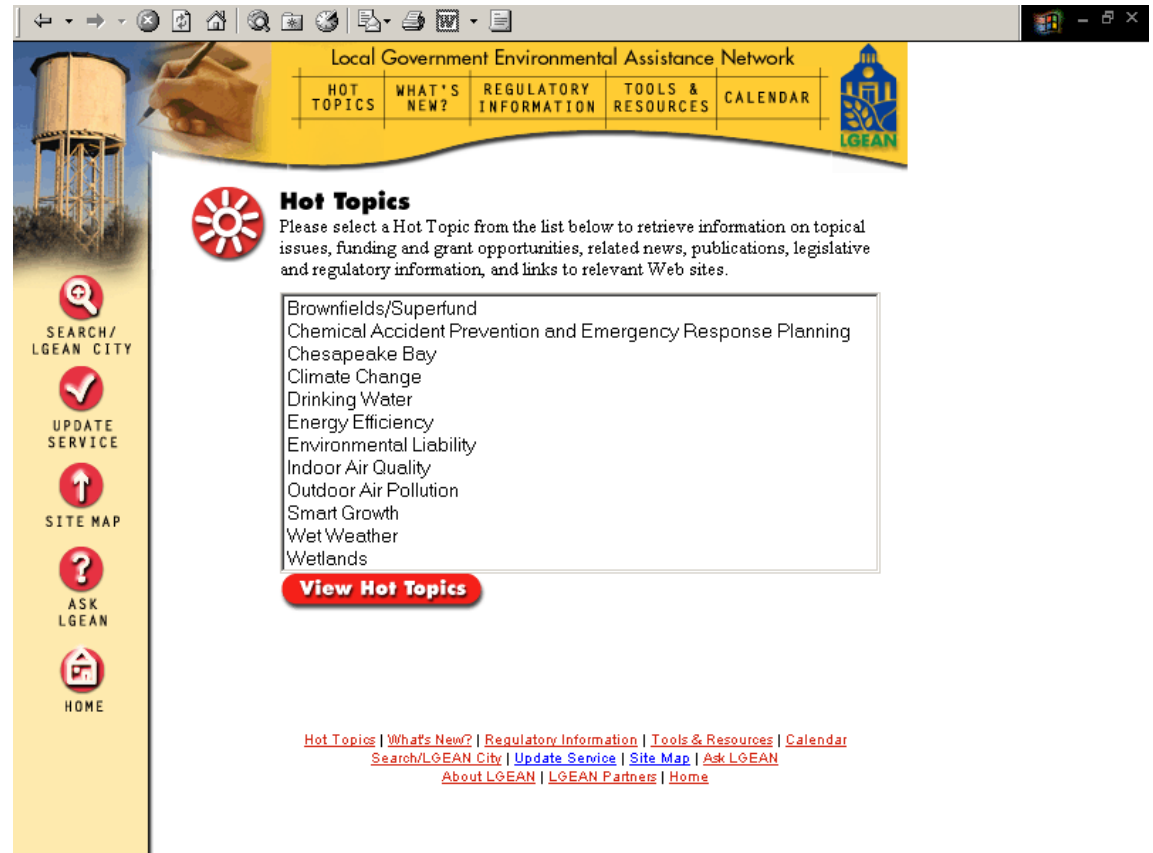 Local Government Environmental Assistance Network
HOT TOPICS
WHAT'S NEW?
REGULATORY INFORMATION
TOOLS & RESOURCES
CALENDAR
LGEAN
Hot Topics
Please select a Hot Topic from the list below to retrieve information on topical
issues, funding and grant opportunities, related news, publications, legislative
and regulatory information, and links to relevant Web sites.
Brownfields/Superfund
Chemical Accident Prevention and Emergency Response Planning
Chesapeake Bay
Climate Change
Drinking Water
Energy Efficiency
Environmental Liability
Indoor Air Quality
Outdoor Air Pollution
Smart Growth
Wet Weather
Wetlands
View Hot Topics
SEARCH/
LGEAN CITY
UPDATE
SERVICE
SITE MAP
ASK
LGEAN
HOME
Hot Topics | What's New? | Regulatory Information | Tools & Resources | Calendar
Search/LGEAN City | Update Service | Site Map | Ask LGEAN
About LGEAN | LGEAN Partners | Home